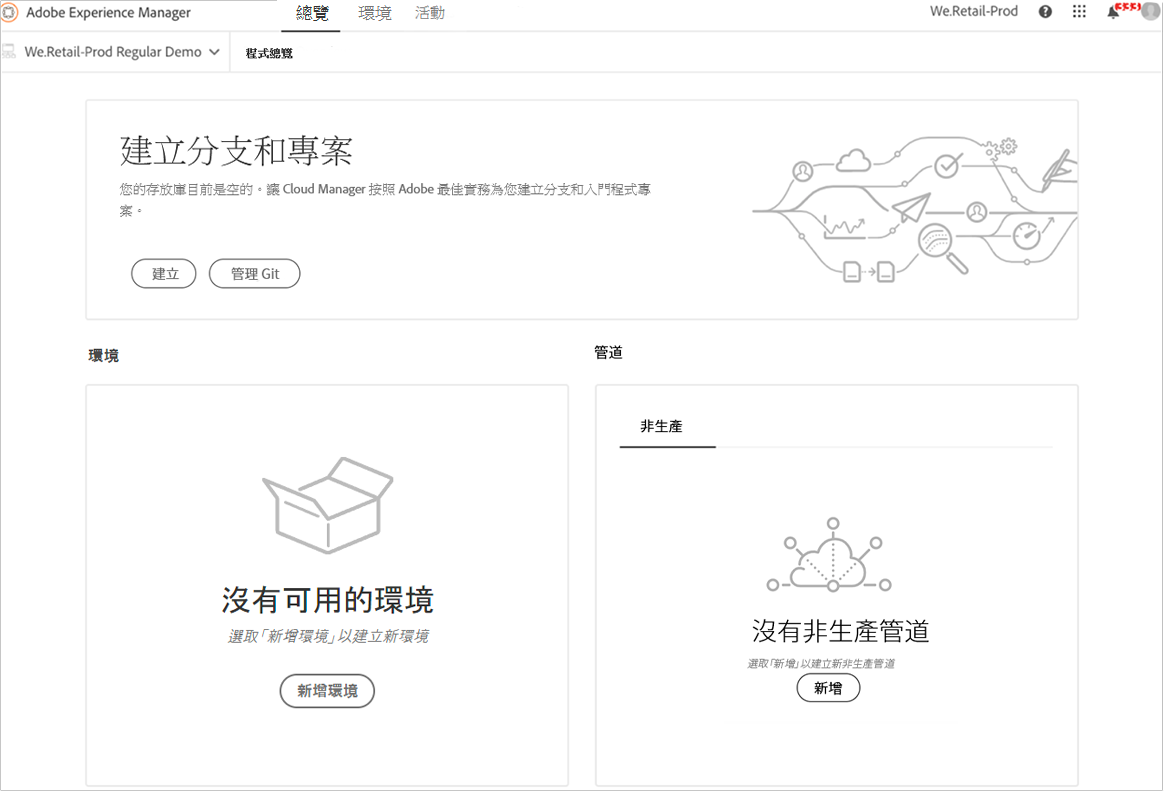 Adobe Experience Manager
總覽 環境 活動
We.Retail-Prod
We.Retail-Prod Regular Demo
程式總覽
建立分支和專案
您的存放庫目前是空的。讓 Cloud Manager 按照 Adobe 最佳實務為您建立分支和入門程式專
案。
建立 管理 Git
環境
管道
非生產
沒有可用的環境
選取「新增環境」以建立新環境
新增環境
沒有非生產管道
選取「新增」以建立新非生產管道
新增